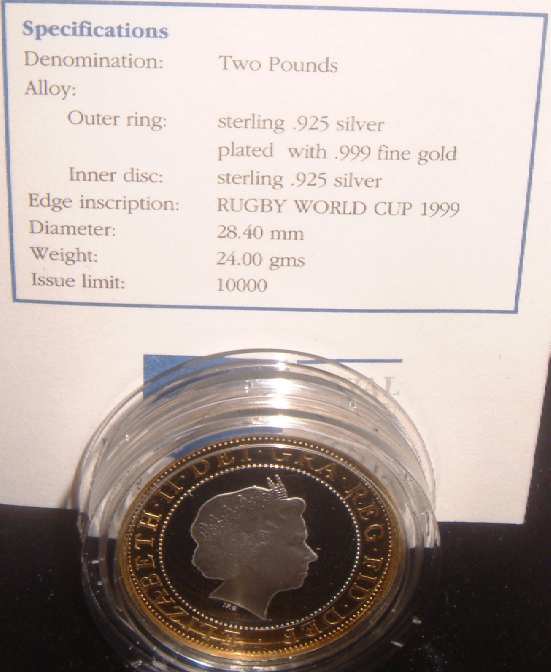 Specifications
Denomination: Two Pounds
Alloy:
Outer ring: sterling .925 silver
plated with .999 fine gold
Inner disc: sterling .925 silver
Edge inscription: RUGBY WORLD CUP 1999
Diameter: 28.40 mm
Weight: 24.00 gms
Issue limit: 10000
ELIZABETH·II·DEI·GRA·REG·FID·DEF
IRB